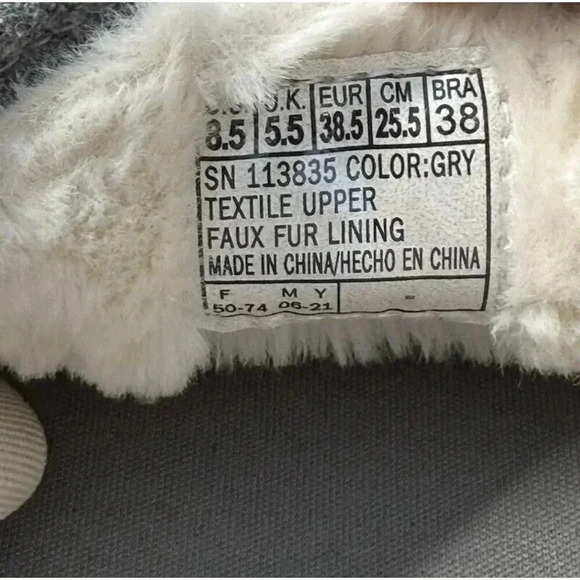 U.K. EUR CM BRA
8.5 5.5 38.5 25.5 38
SN 113835 COLOR:GRY
TEXTILE UPPER
FAUX FUR LINING
MADE IN CHINA/HECHO EN CHINA
F M Y
50-74 06-21 -